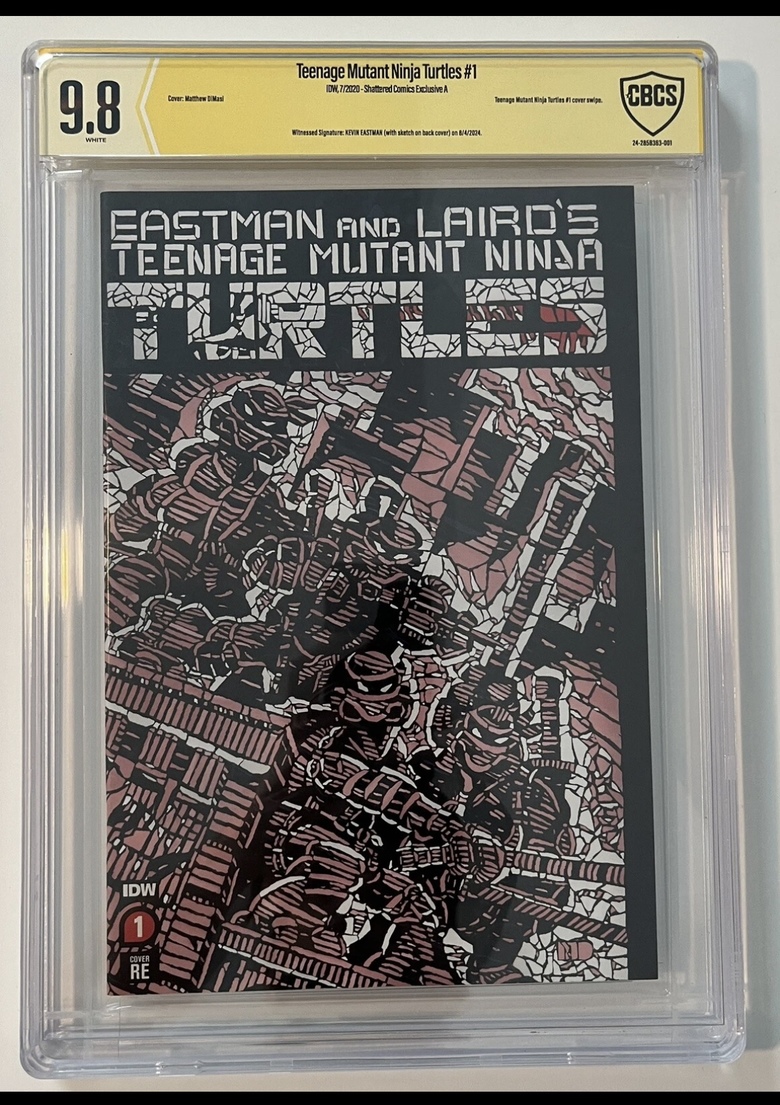 9.8
WHITE
Teenage Mutant Ninja Turtles #1
IDW, 7/2020 - Shattered Comics Exclusive A
Cover: Matthew DiMasi
Teenage Mutant Ninja Turtles #1 cover swipe.
Witnessed Signature: KEVIN EASTMAN (with sketch on back cover) on 8/4/2024.
CBCS
24-2858363-001
EASTMAN AND LAIRD'S
TEENAGE MUTANT NINJA
TURTLES
IDW
1
COVER
RE